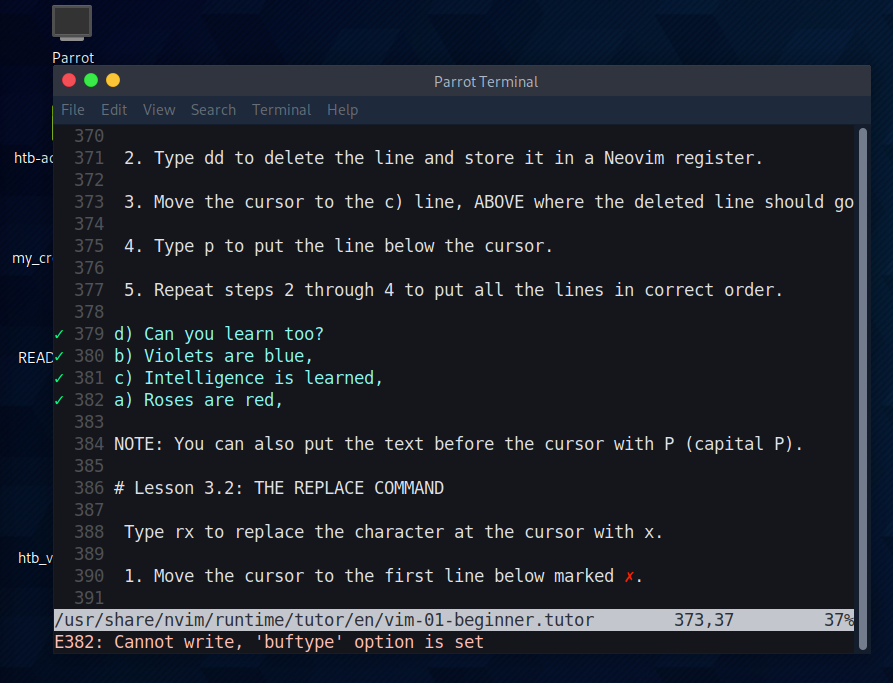 Parrot
Parrot Terminal
File Edit View Search Terminal Help
htb-ac
my_cr
READ
htb_v
370
371 2. Type dd to delete the line and store it in a Neovim register.
372
373 3. Move the cursor to the c) line, ABOVE where the deleted line should go
374
375 4. Type p to put the line below the cursor.
376
377 5. Repeat steps 2 through 4 to put all the lines in correct order.
378
✓ 379 d) Can you learn too?
✓ 380 b) Violets are blue,
✓ 381 c) Intelligence is learned,
✓ 382 a) Roses are red,
383
384 NOTE: You can also put the text before the cursor with P (capital P).
385
386 # Lesson 3.2: THE REPLACE COMMAND
387
388 Type rx to replace the character at the cursor with x.
389
390 1. Move the cursor to the first line below marked ✗.
391
/usr/share/nvim/runtime/tutor/en/vim-01-beginner.tutor 373,37 37%
E382: Cannot write, 'buftype' option is set